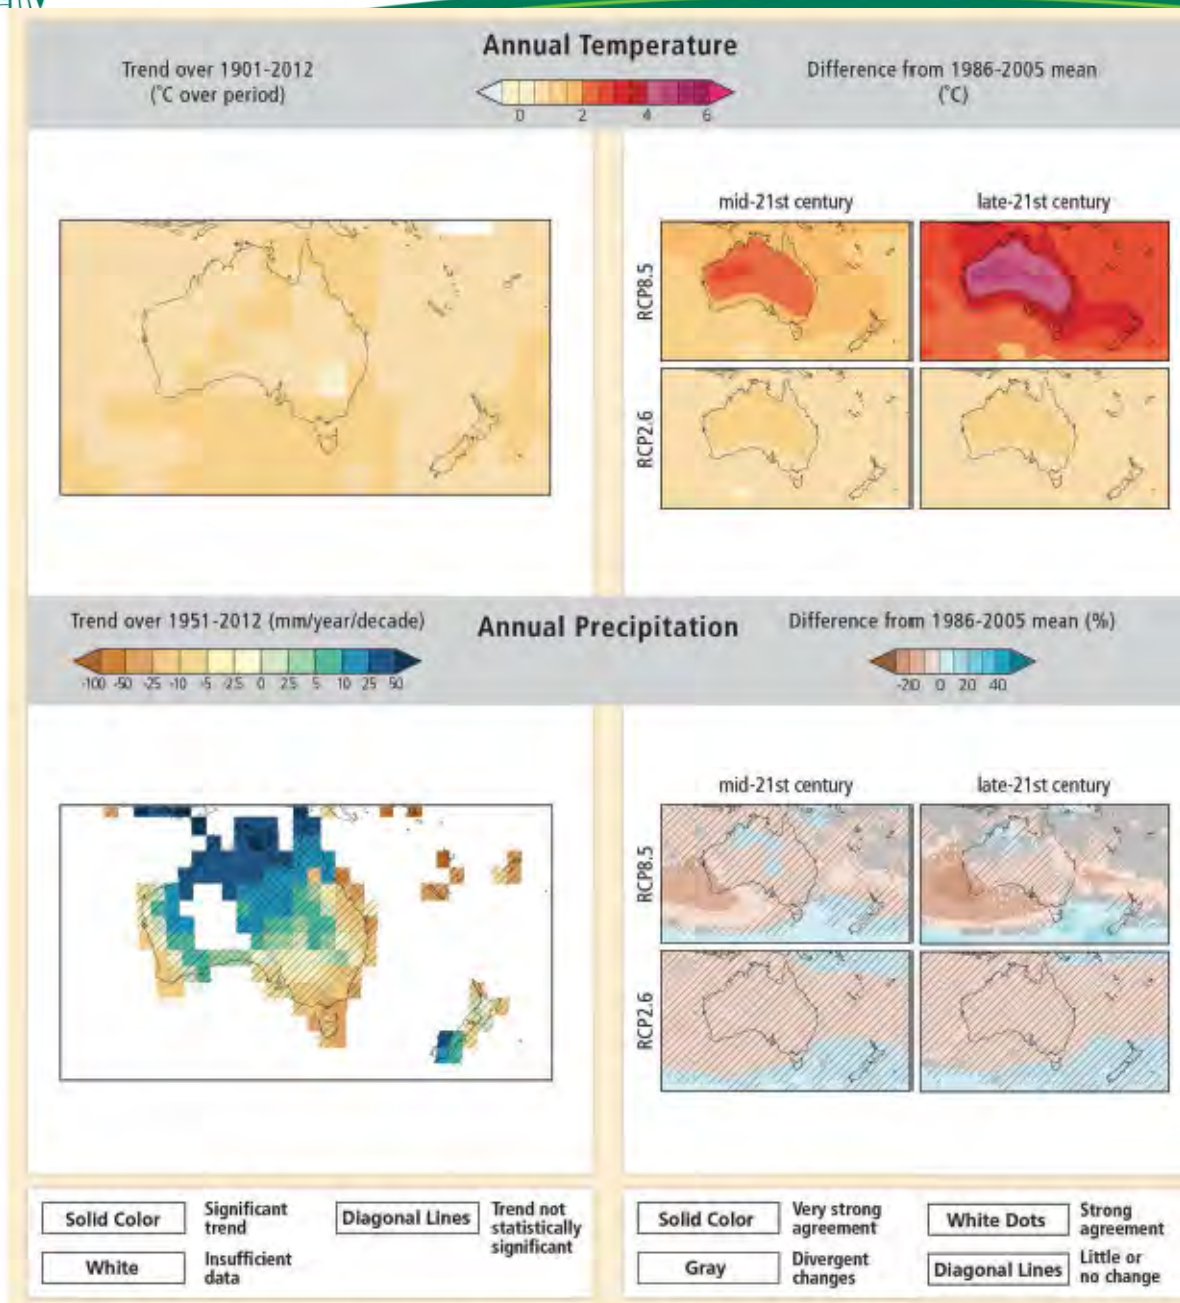 Annual Temperature
Trend over 1901-2012
(˚C over period)
Difference from 1986-2005 mean
(˚C)
0 2 4 6
mid-21st century late-21st century
RCP8.5
RCP2.6
Trend over 1951-2012 (mm/year/decade)
Annual Precipitation
Difference from 1986-2005 mean (%)
-100 -50 -25 -10 -5 -2.5 0 2.5 5 10 25 50
-20 0 20 40
mid-21st century late-21st century
RCP8.5
RCP2.6
Solid Color
Significant
trend
Diagonal Lines
Trend not
statistically
significant
White
Insufficient
data
Solid Color
Very strong
agreement
White Dots
Strong
agreement
Gray
Divergent
changes
Diagonal Lines
Little or
no change